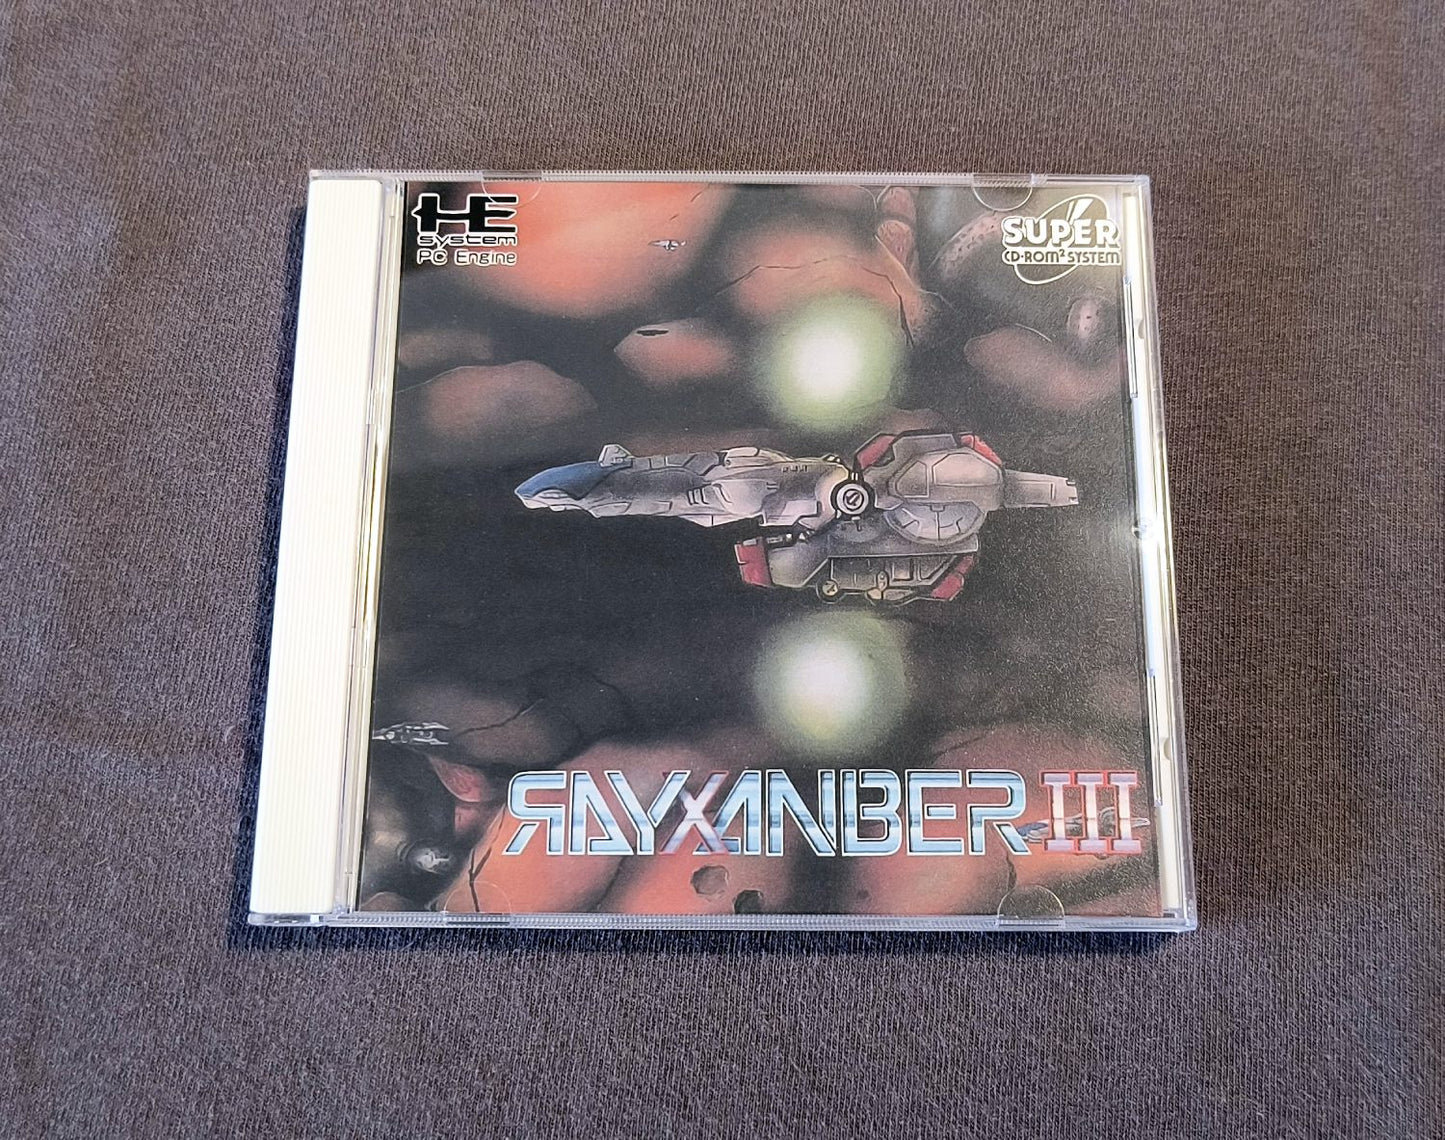 HE
system
PC Engine
SUPER
CD-ROM² SYSTEM
RAYXANBER III